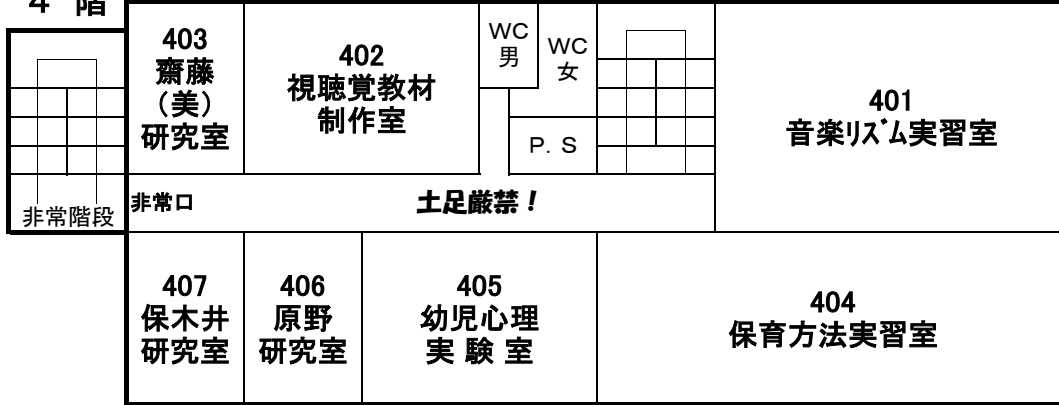 4 階
403
齋藤
(美)
研究室
402
視聴覚教材
制作室
WC
男
WC
女
P. S
401
音楽ﾘｽﾞﾑ実習室
非常階段
非常口
土足厳禁!
407
保木井
研究室
406
原野
研究室
405
幼児心理
実 験 室
404
保育方法実習室